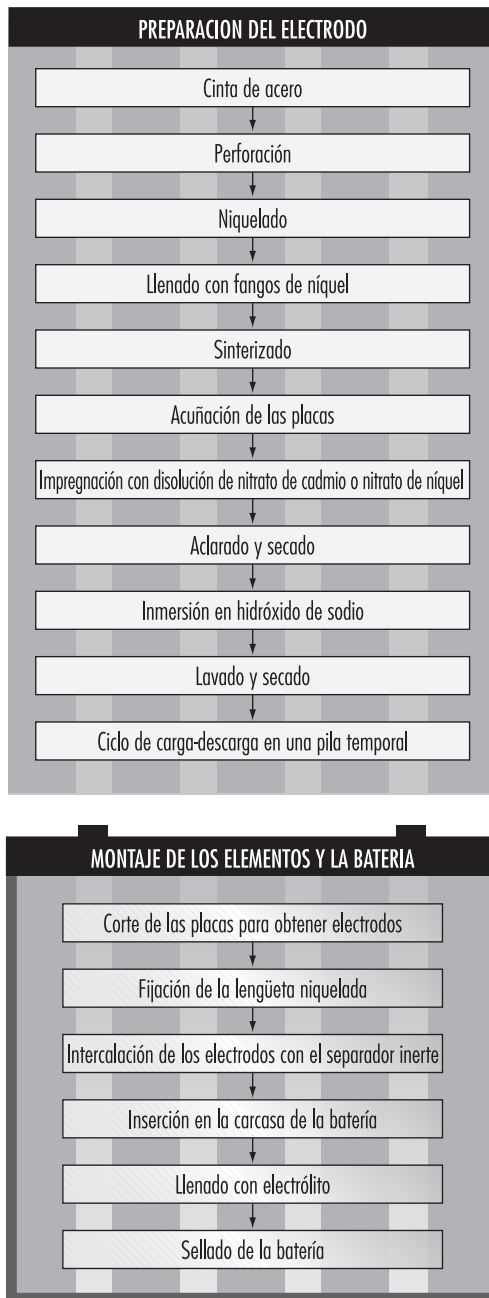 PREPARACION DEL ELECTRODO
Cinta de acero
Perforación
Niquelado
Llenado con fangos de níquel
Sinterizado
Acuñación de las placas
Impregnación con disolución de nitrato de cadmio o nitrato de níquel
Aclarado y secado
Inmersión en hidróxido de sodio
Lavado y secado
Ciclo de carga-descarga en una pila temporal
MONTAJE DE LOS ELEMENTOS Y LA BATERIA
Corte de las placas para obtener electrodos
Fijación de la lengüeta niquelada
Intercalación de los electrodos con el separador inerte
Inserción en la carcasa de la batería
Llenado con electrólito
Sellado de la batería